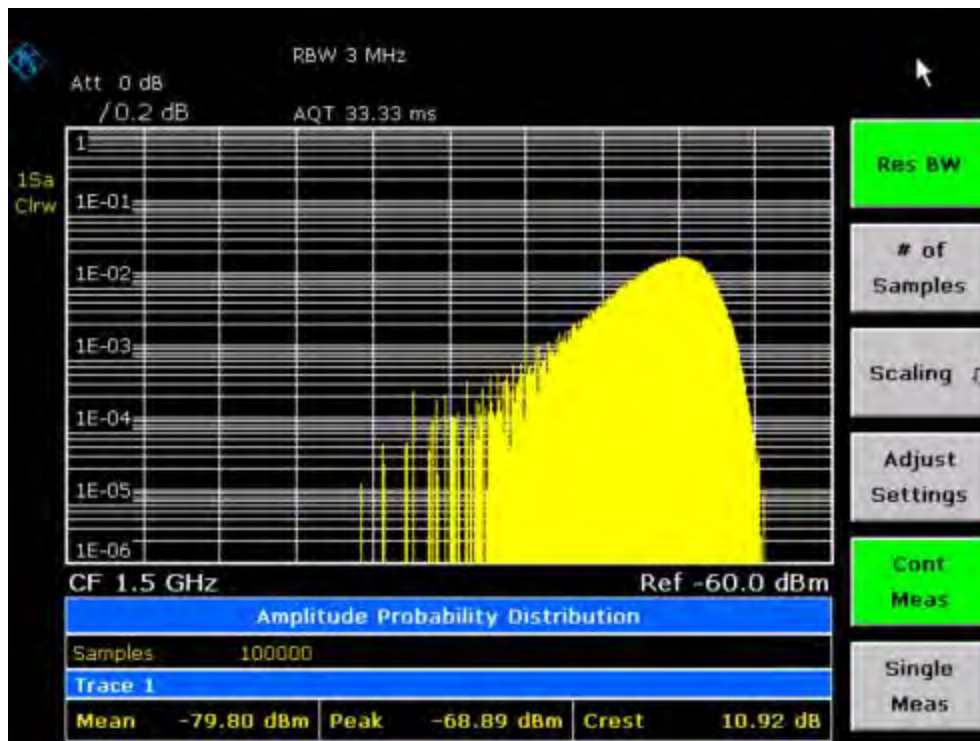 RBW 3 MHz
Att 0 dB
/0.2 dB
AQT 33.33 ms
1Sa
Clrw
1
1E-01
1E-02
1E-03
1E-04
1E-05
1E-06
CF 1.5 GHz
Ref -60.0 dBm
Amplitude Probability Distribution
Samples 100000
Trace 1
Mean -79.80 dBm Peak -68.89 dBm Crest 10.92 dB
Res BW
# of
Samples
Scaling
Adjust
Settings
Cont
Meas
Single
Meas